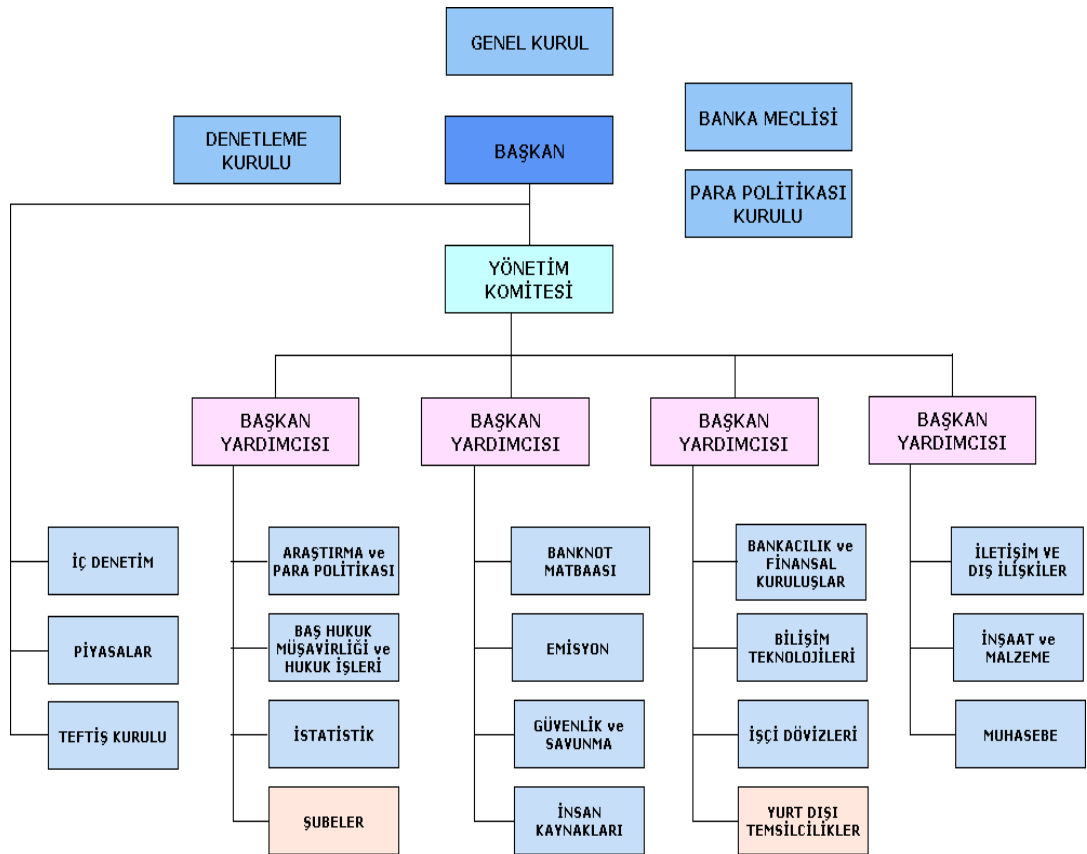 GENEL KURUL
BANKA MECLİSİ
DENETLEME
KURULU
BAŞKAN
PARA POLİTİKASI
KURULU
YÖNETİM
KOMİTESİ
BAŞKAN
YARDIMCISI
BAŞKAN
YARDIMCISI
BAŞKAN
YARDIMCISI
BAŞKAN
YARDIMCISI
İÇ DENETİM
PİYASALAR
TEFTİŞ KURULU
ARAŞTIRMA ve
PARA POLİTİKASI
BAŞ HUKUK
MÜŞAVİRLİĞİ ve
HUKUK İŞLERİ
İSTATİSTİK
ŞUBELER
BANKNOT
MATBAASI
EMİSYON
GÜVENLİK ve
SAVUNMA
İNSAN
KAYNAKLARI
BANKACILIK ve
FİNANSAL
KURULUŞLAR
BİLİŞİM
TEKNOLOJİLERİ
İŞÇİ DÖVİZLERİ
YURT DIŞI
TEMSİLCİLİKLER
İLETİŞİM VE
DIŞ İLİŞKİLER
İNŞAAT ve
MALZEME
MUHASEBE